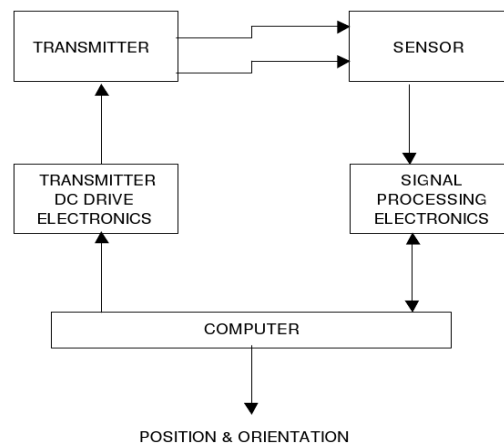 TRANSMITTER
SENSOR
TRANSMITTER
DC DRIVE
ELECTRONICS
SIGNAL
PROCESSING
ELECTRONICS
COMPUTER
POSITION & ORIENTATION